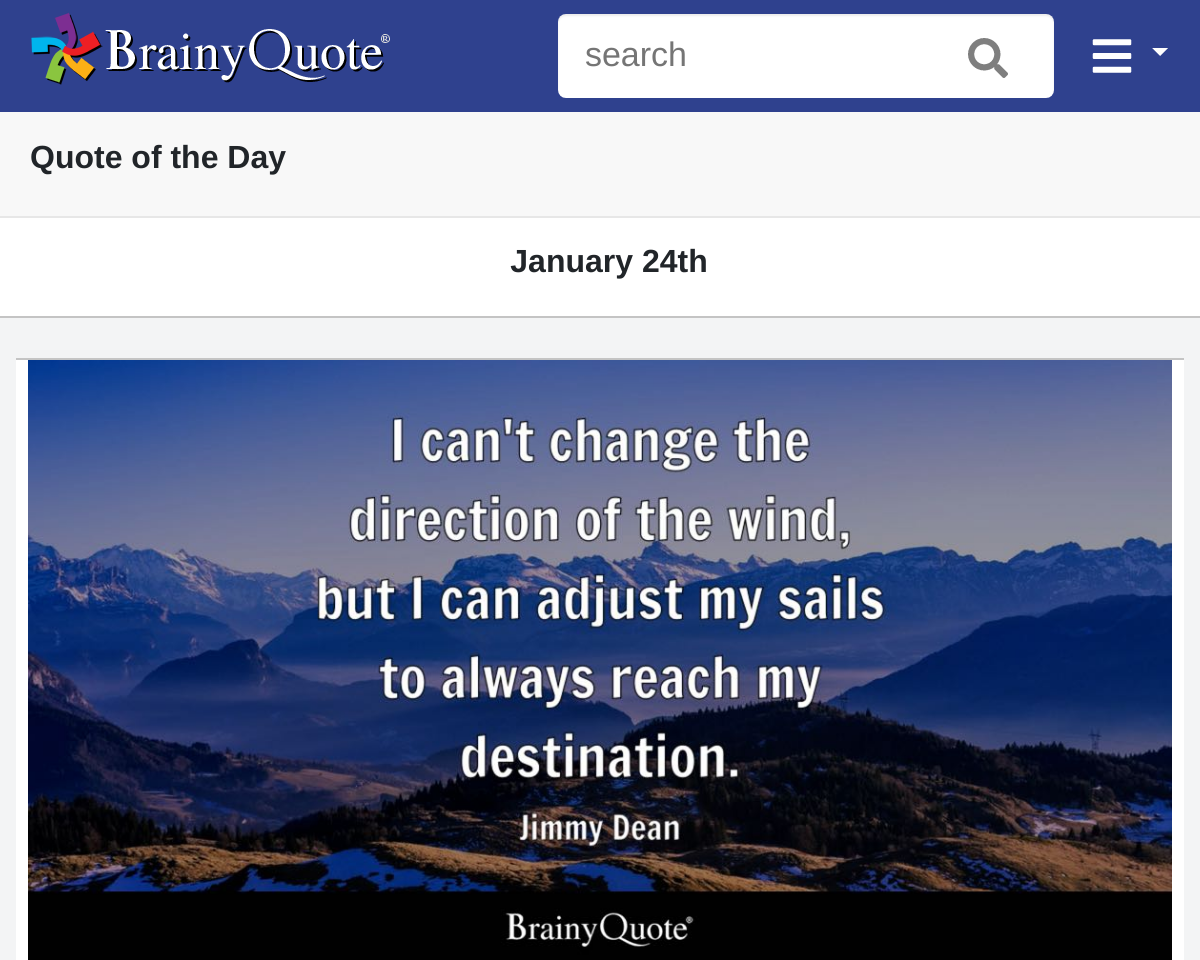 BrainyQuote®
search
Quote of the Day
January 24th
I can't change the
direction of the wind,
but I can adjust my sails
to always reach my
destination.
Jimmy Dean
BrainyQuote®